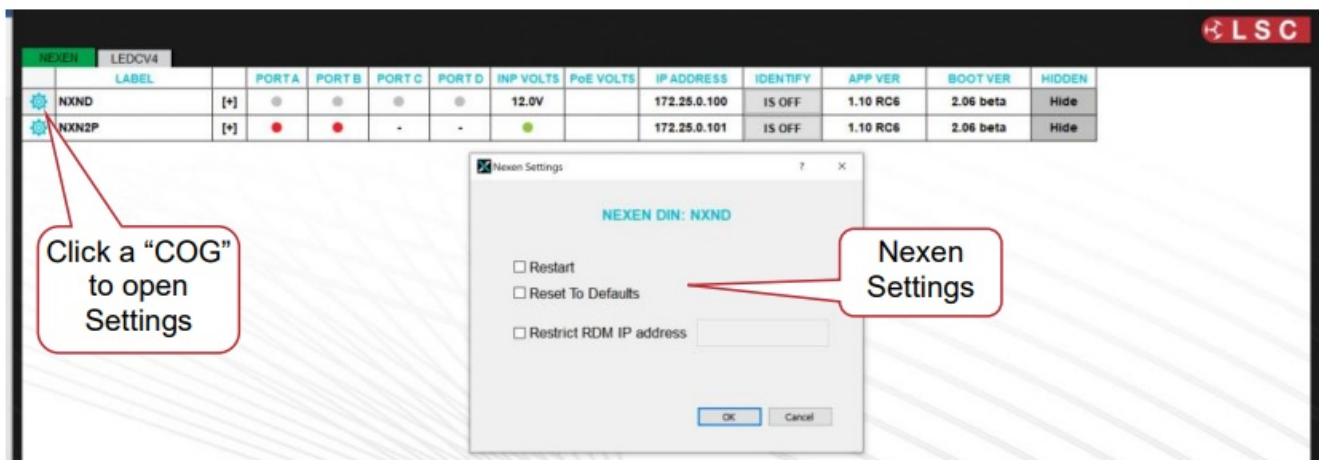 LSC
NEXEN LEDCV4
LABEL PORT A PORT B PORT C PORT D INP VOLTS PoE VOLTS IP ADDRESS IDENTIFY APP VER BOOT VER HIDDEN
NXND [+] 12.0V 172.25.0.100 IS OFF 1.10 RC6 2.06 beta Hide
NXN2P [+] - - 172.25.0.101 IS OFF 1.10 RC6 2.06 beta Hide
Nexen Settings ? ×
NEXEN DIN: NXND
Click a “COG”
to open
Settings
Restart
Reset To Defaults
Restrict RDM IP address
Nexen
Settings
OK Cancel